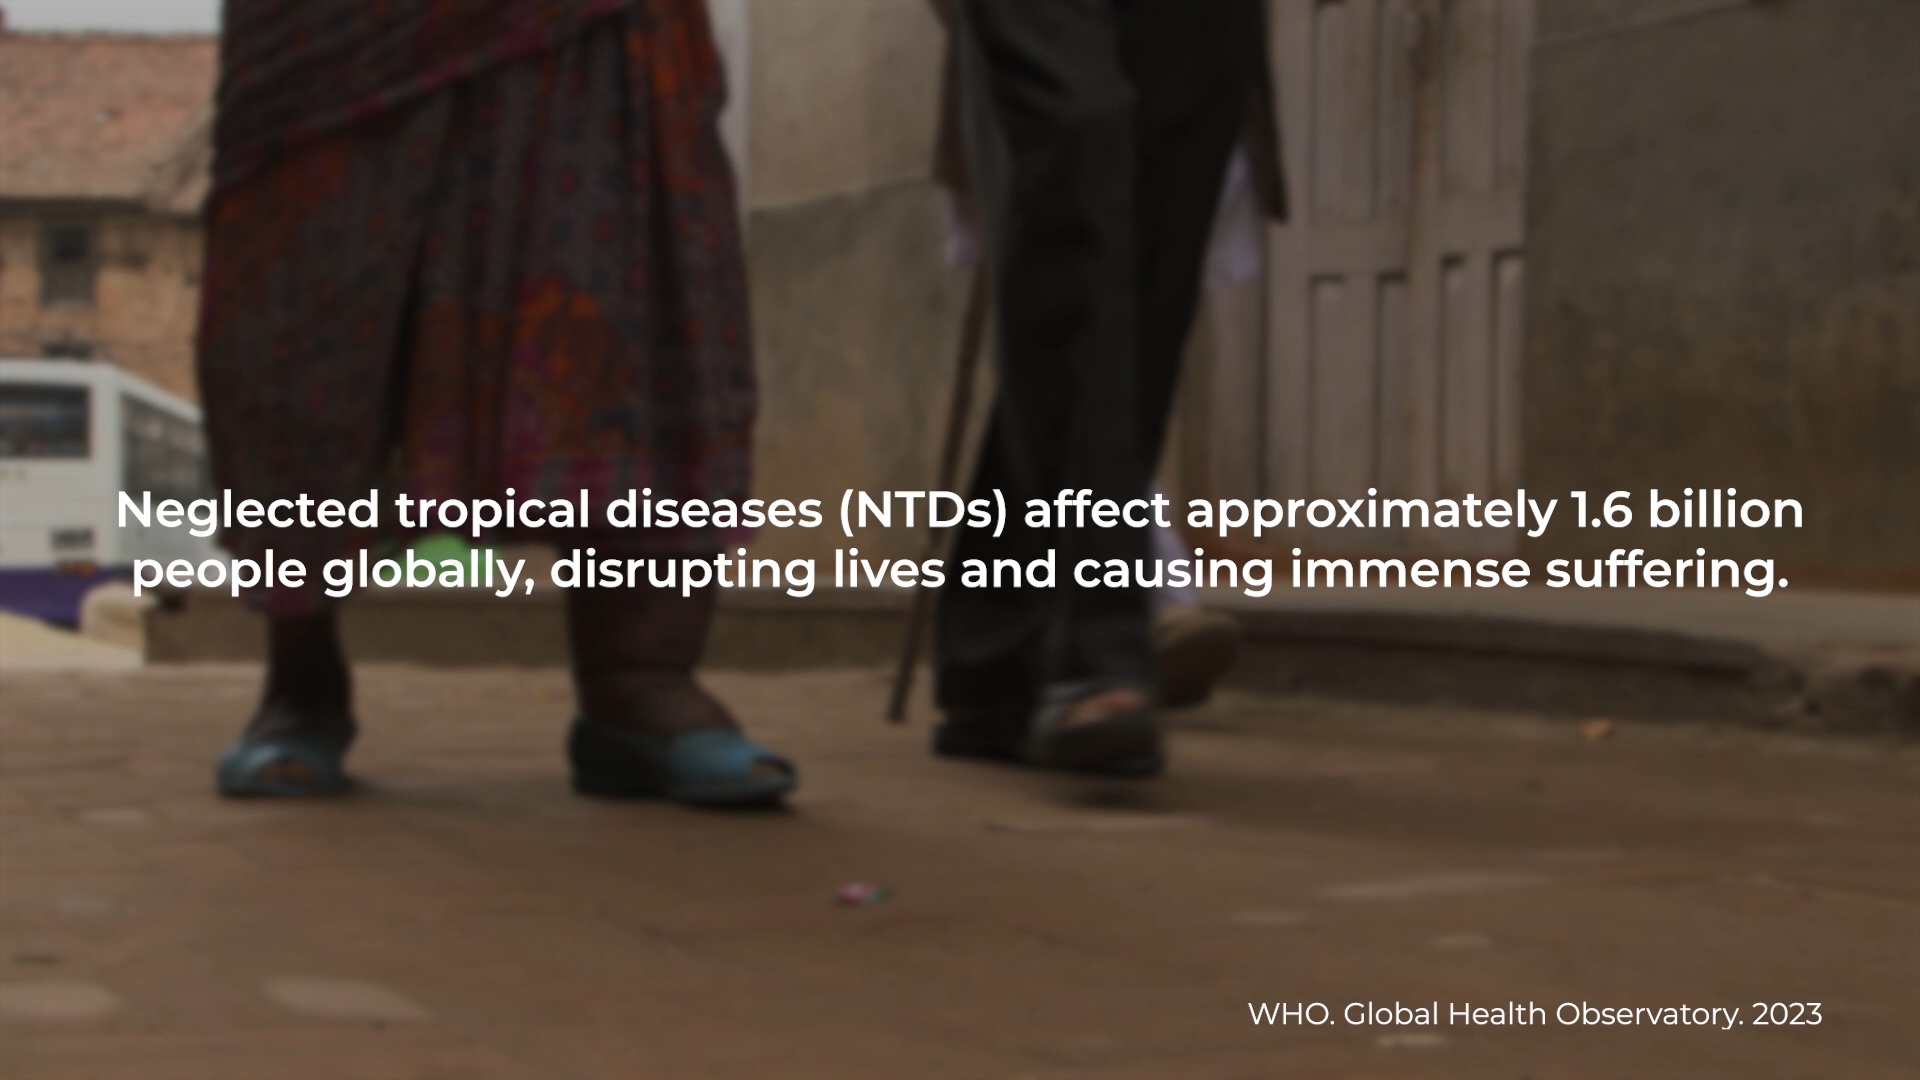 Neglected tropical diseases (NTDs) affect approximately 1.6 billion
people globally, disrupting lives and causing immense suffering.
WHO. Global Health Observatory. 2023